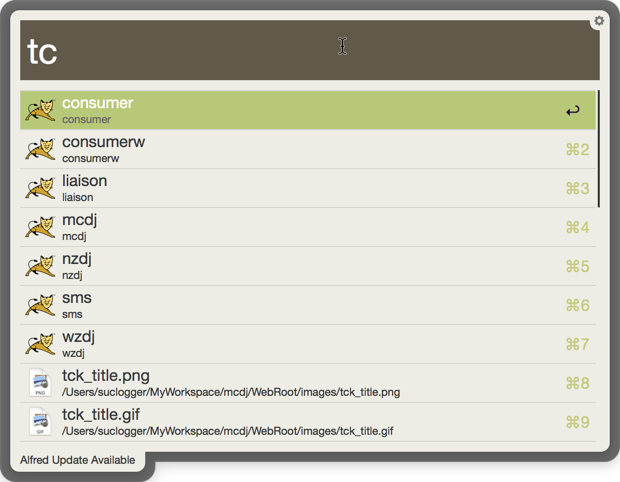 tc
consumer
consumer
consumerw
consumerw
⌘2
liaison
liaison
⌘3
mcdj
mcdj
⌘4
nzdj
nzdj
⌘5
sms
sms
⌘6
wzdj
wzdj
⌘7
tck_title.png
/Users/suclogger/MyWorkspace/mcdj/WebRoot/images/tck_title.png
⌘8
PNG
tck_title.gif
/Users/suclogger/MyWorkspace/mcdj/WebRoot/images/tck_title.gif
⌘9
GIF
Alfred Update Available